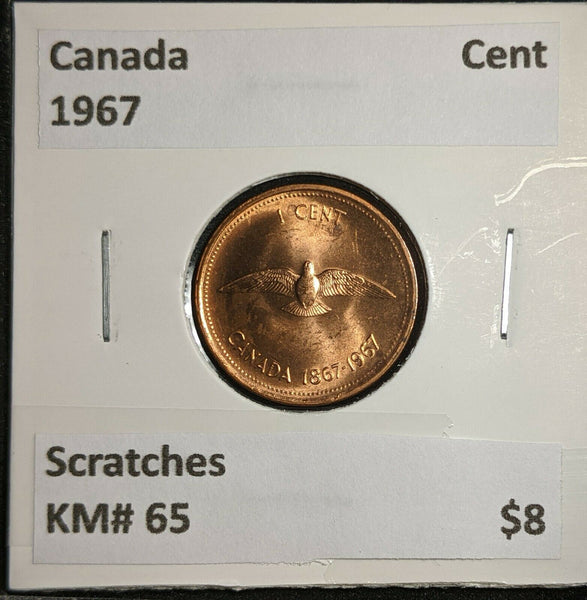 Canada Cent
1967
1 CENT
CANADA 1867-1967
Scratches
KM# 65 $8